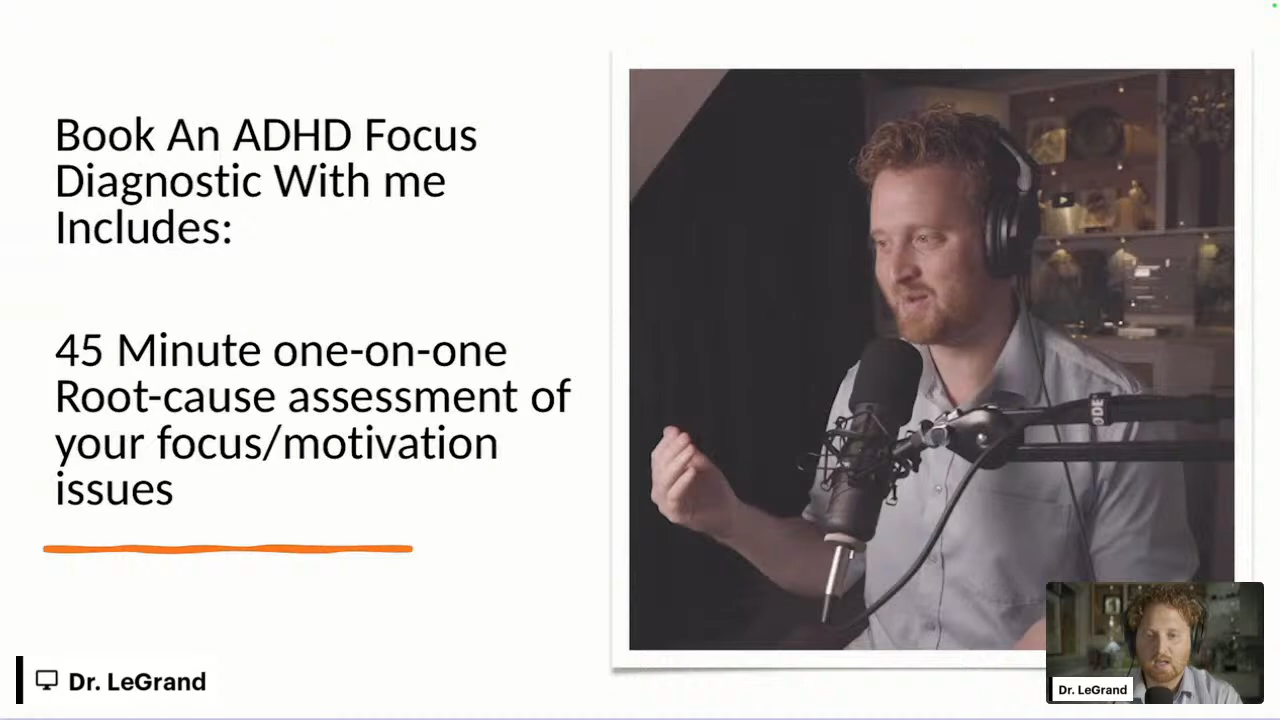 Book An ADHD Focus
Diagnostic With me
Includes:
45 Minute one-on-one
Root-cause assessment of
your focus/motivation
issues
RODE
Dr. LeGrand
Dr. LeGrand